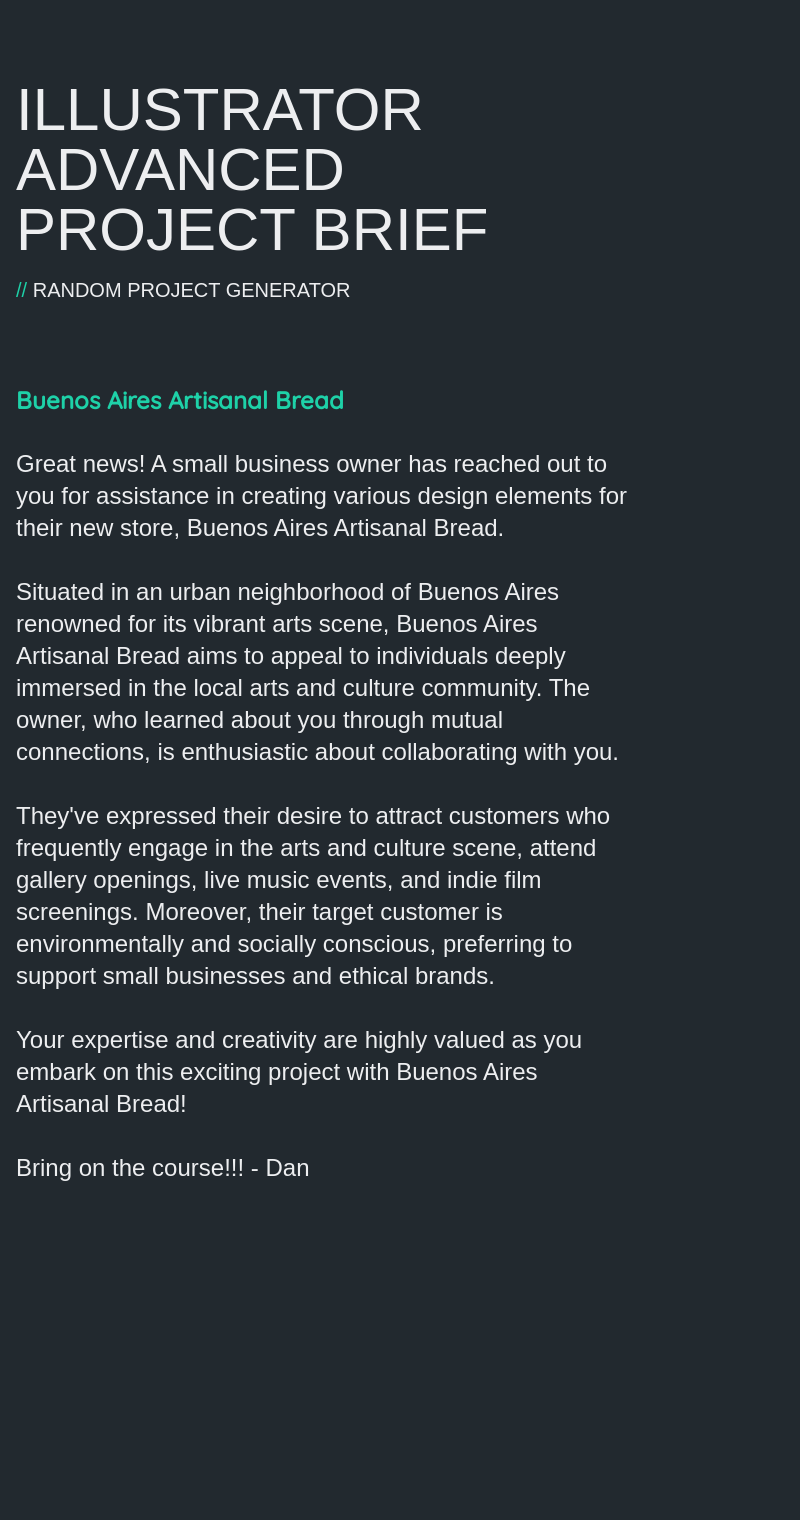 ILLUSTRATOR
ADVANCED
PROJECT BRIEF
// RANDOM PROJECT GENERATOR
Buenos Aires Artisanal Bread
Great news! A small business owner has reached out to
you for assistance in creating various design elements for
their new store, Buenos Aires Artisanal Bread.
Situated in an urban neighborhood of Buenos Aires
renowned for its vibrant arts scene, Buenos Aires
Artisanal Bread aims to appeal to individuals deeply
immersed in the local arts and culture community. The
owner, who learned about you through mutual
connections, is enthusiastic about collaborating with you.
They've expressed their desire to attract customers who
frequently engage in the arts and culture scene, attend
gallery openings, live music events, and indie film
screenings. Moreover, their target customer is
environmentally and socially conscious, preferring to
support small businesses and ethical brands.
Your expertise and creativity are highly valued as you
embark on this exciting project with Buenos Aires
Artisanal Bread!
Bring on the course!!! - Dan